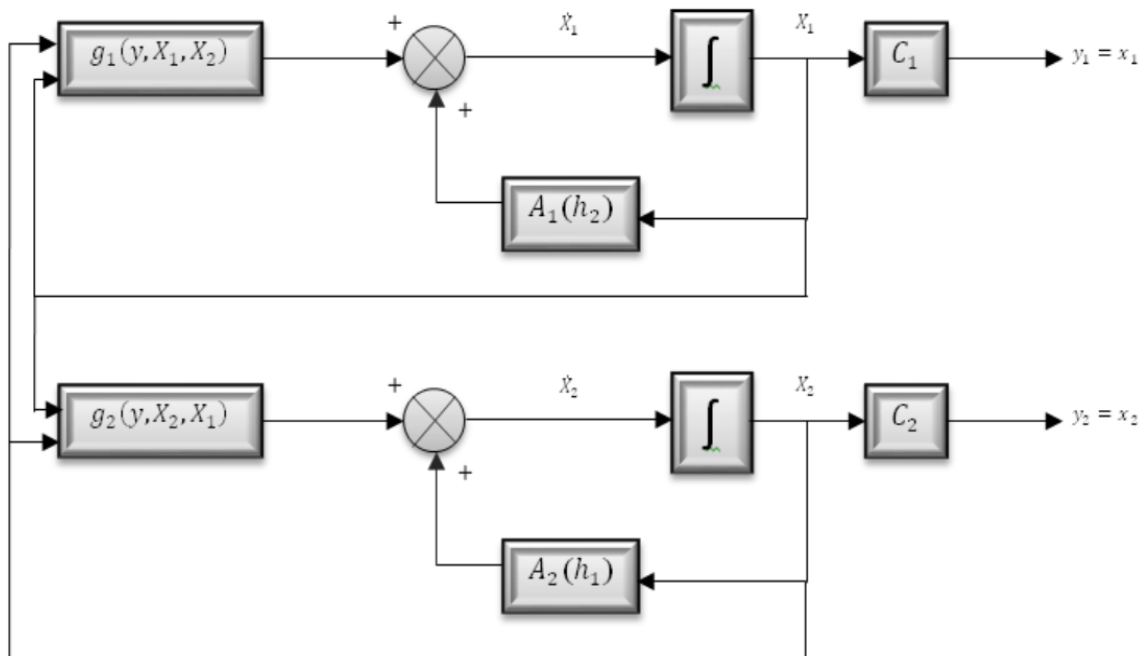 + Ẋ₁ X₁
g₁(y,X₁,X₂) ∫ C₁ y₁ = x₁
+
A₁(h₂)
+ Ẋ₂ X₂
g₂(y,X₂,X₁) ∫ C₂ y₂ = x₂
+
A₂(h₁)